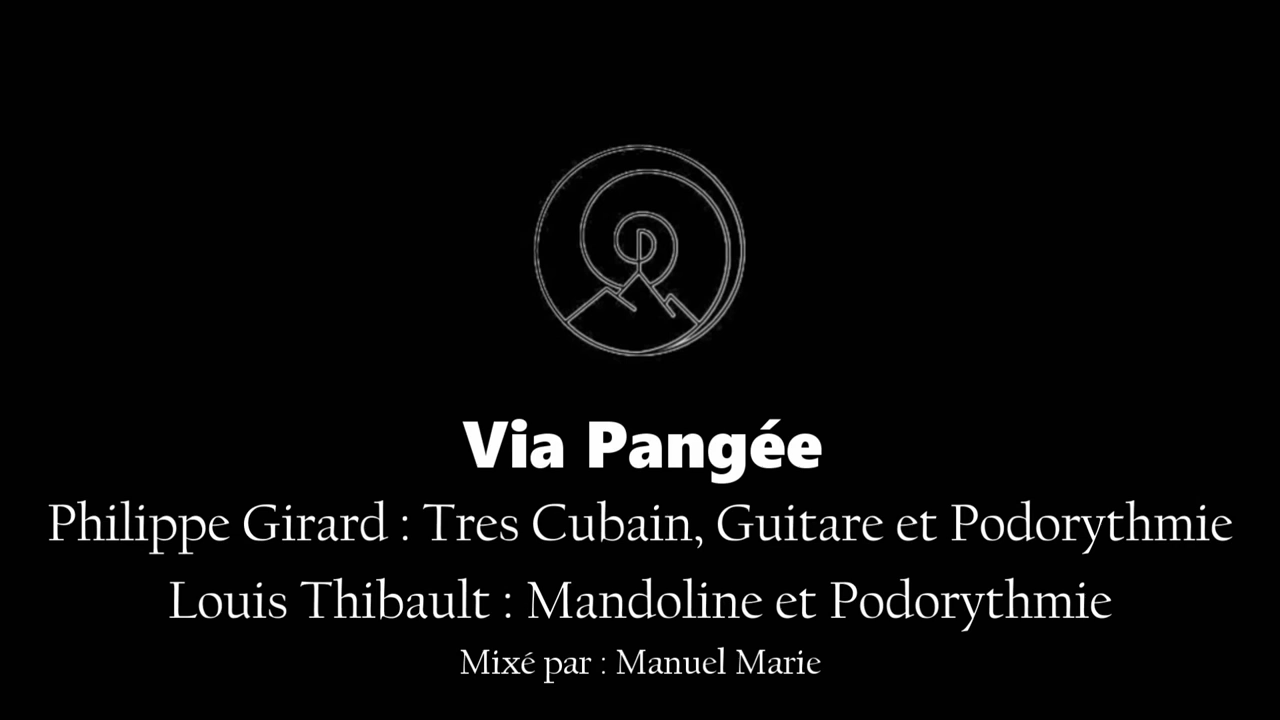 Via Pangée
Philippe Girard : Tres Cubain, Guitare et Podorythmie
Louis Thibault : Mandoline et Podorythmie
Mixé par : Manuel Marie